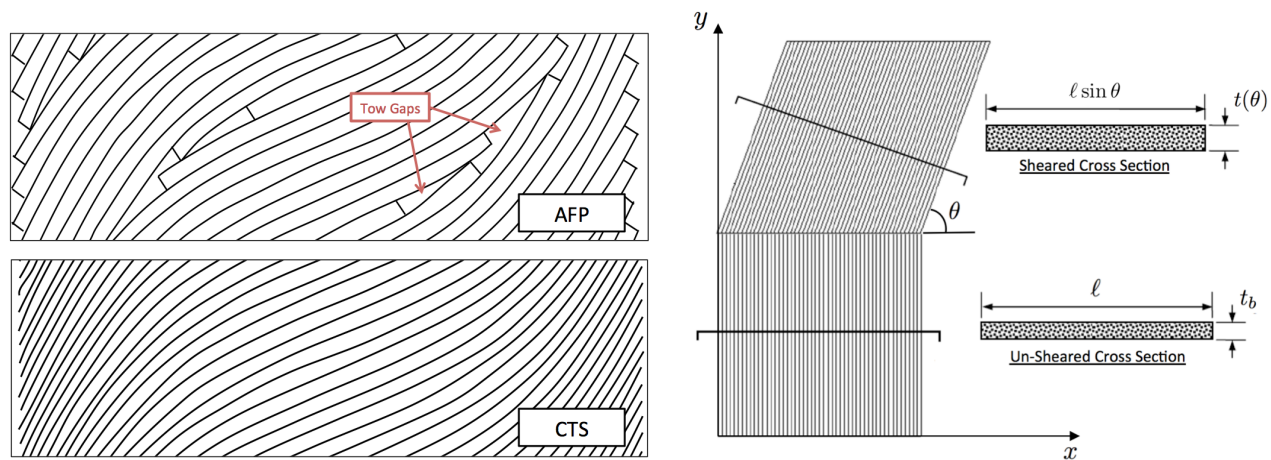 Tow Gaps
AFP
CTS
y
θ
x
ℓ sin θ
t(θ)
Sheared Cross Section
ℓ
t_b
Un-Sheared Cross Section